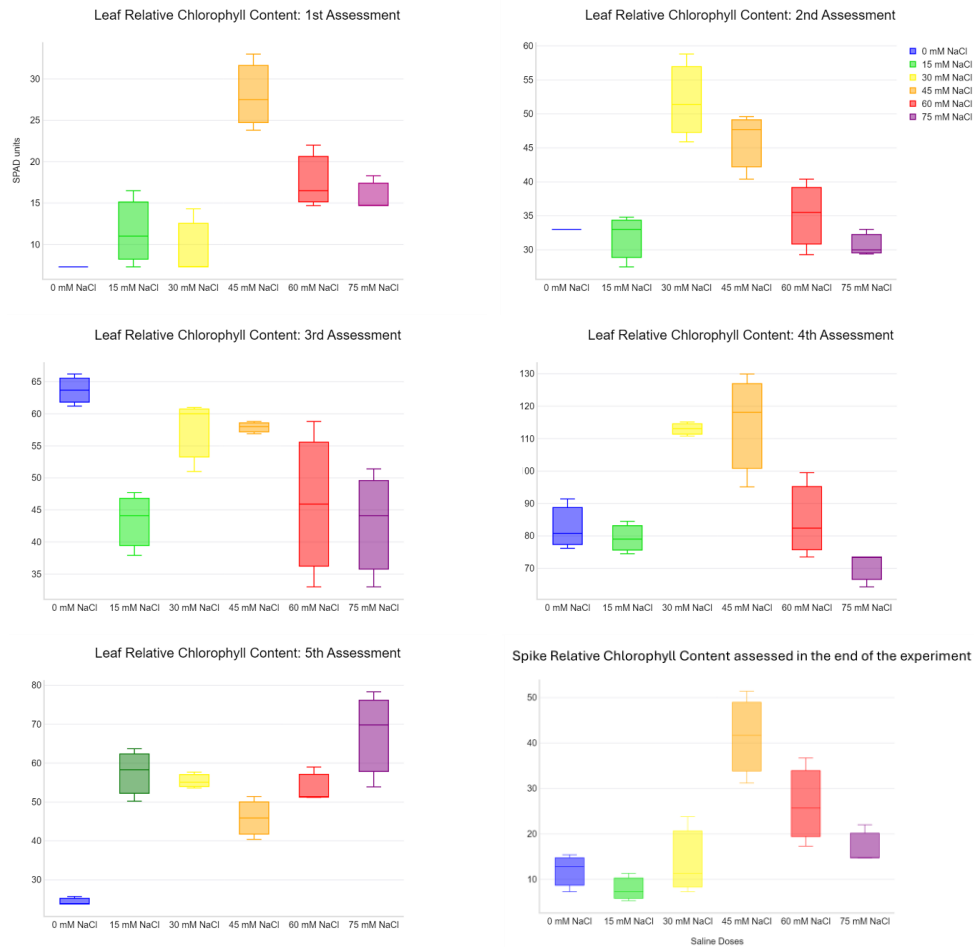 Leaf Relative Chlorophyll Content: 1st Assessment
SPAD units
30
25
20
15
10
0 mM NaCl 15 mM NaCl 30 mM NaCl 45 mM NaCl 60 mM NaCl 75 mM NaCl
Leaf Relative Chlorophyll Content: 2nd Assessment
60
55
50
45
40
35
30
0 mM NaCl 15 mM NaCl 30 mM NaCl 45 mM NaCl 60 mM NaCl 75 mM NaCl
0 mM NaCl
15 mM NaCl
30 mM NaCl
45 mM NaCl
60 mM NaCl
75 mM NaCl
Leaf Relative Chlorophyll Content: 3rd Assessment
65
60
55
50
45
40
35
0 mM NaCl 15 mM NaCl 30 mM NaCl 45 mM NaCl 60 mM NaCl 75 mM NaCl
Leaf Relative Chlorophyll Content: 4th Assessment
130
120
110
00
90
80
70
0 mM NaCl 15 mM NaCl 30 mM NaCl 45 mM NaCl 60 mM NaCl 75 mM NaCl
Leaf Relative Chlorophyll Content: 5th Assessment
80
70
60
50
40
30
0 mM NaCl 15 mM NaCl 30 mM NaCl 45 mM NaCl 60 mM NaCl 75 mM NaCl
Spike Relative Chlorophyll Content assessed in the end of the experiment
50
40
30
20
10
0 mM NaCl 15 mM NaCl 30 mM NaCl 45 mM NaCl 60 mM NaCl 75 mM NaCl
Saline Doses